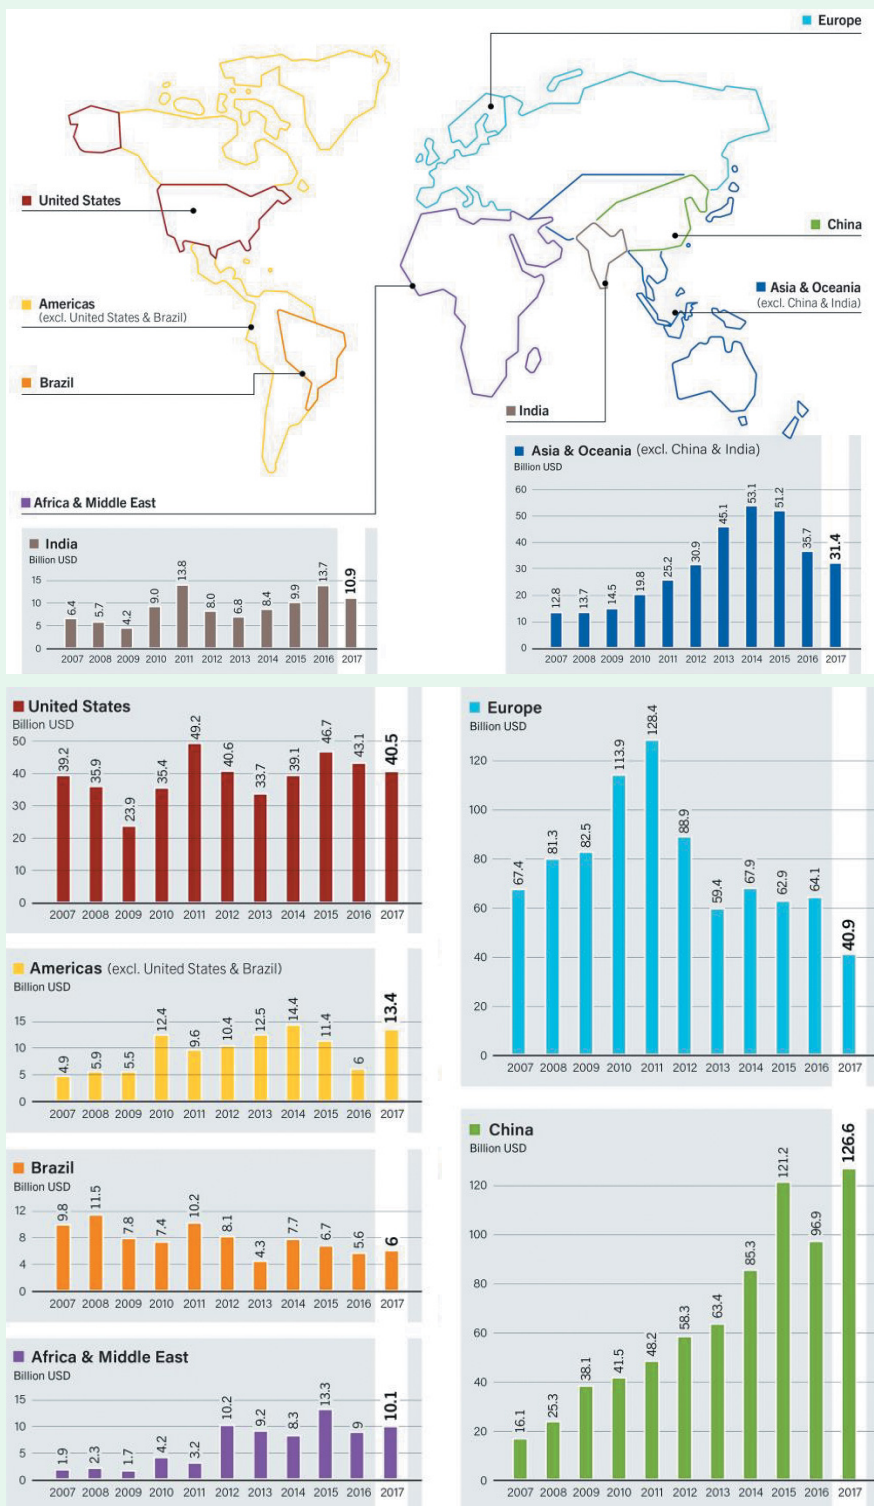 Europe
United States
China
Americas
(excl. United States & Brazil)
Asia & Oceania
(excl. China & India)
Brazil
India
Africa & Middle East
India
Billion USD
15
10
5
0
6.4 5.7 4.2 9.0 13.8 8.0 6.8 8.4 9.9 13.7 10.9
2007 2008 2009 2010 2011 2012 2013 2014 2015 2016 2017
Asia & Oceania (excl. China & India)
Billion USD
60
50
40
30
20
10
0
12.8 13.7 14.5 19.8 25.2 30.9 45.1 53.1 51.2 35.7 31.4
2007 2008 2009 2010 2011 2012 2013 2014 2015 2016 2017
United States
Billion USD
50
40
30
20
10
0
39.2 35.9 23.9 35.4 49.2 40.6 33.7 39.1 46.7 43.1 40.5
2007 2008 2009 2010 2011 2012 2013 2014 2015 2016 2017
Europe
Billion USD
120
100
80
60
40
20
0
67.4 81.3 82.5 113.9 128.4 88.9 59.4 67.9 62.9 64.1 40.9
2007 2008 2009 2010 2011 2012 2013 2014 2015 2016 2017
Americas (excl. United States & Brazil)
Billion USD
15
10
5
0
4.9 5.9 5.5 12.4 9.6 10.4 12.5 14.4 11.4 6 13.4
2007 2008 2009 2010 2011 2012 2013 2014 2015 2016 2017
China
Billion USD
120
100
80
60
40
20
0
16.1 25.3 38.1 41.5 48.2 58.3 63.4 85.3 121.2 96.9 126.6
2007 2008 2009 2010 2011 2012 2013 2014 2015 2016 2017
Brazil
Billion USD
12
8
4
0
9.8 11.5 7.8 7.4 10.2 8.1 4.3 7.7 6.7 5.6 6
2007 2008 2009 2010 2011 2012 2013 2014 2015 2016 2017
Africa & Middle East
Billion USD
15
10
5
0
1.9 2.3 1.7 4.2 3.2 10.2 9.2 8.3 13.3 9 10.1
2007 2008 2009 2010 2011 2012 2013 2014 2015 2016 2017